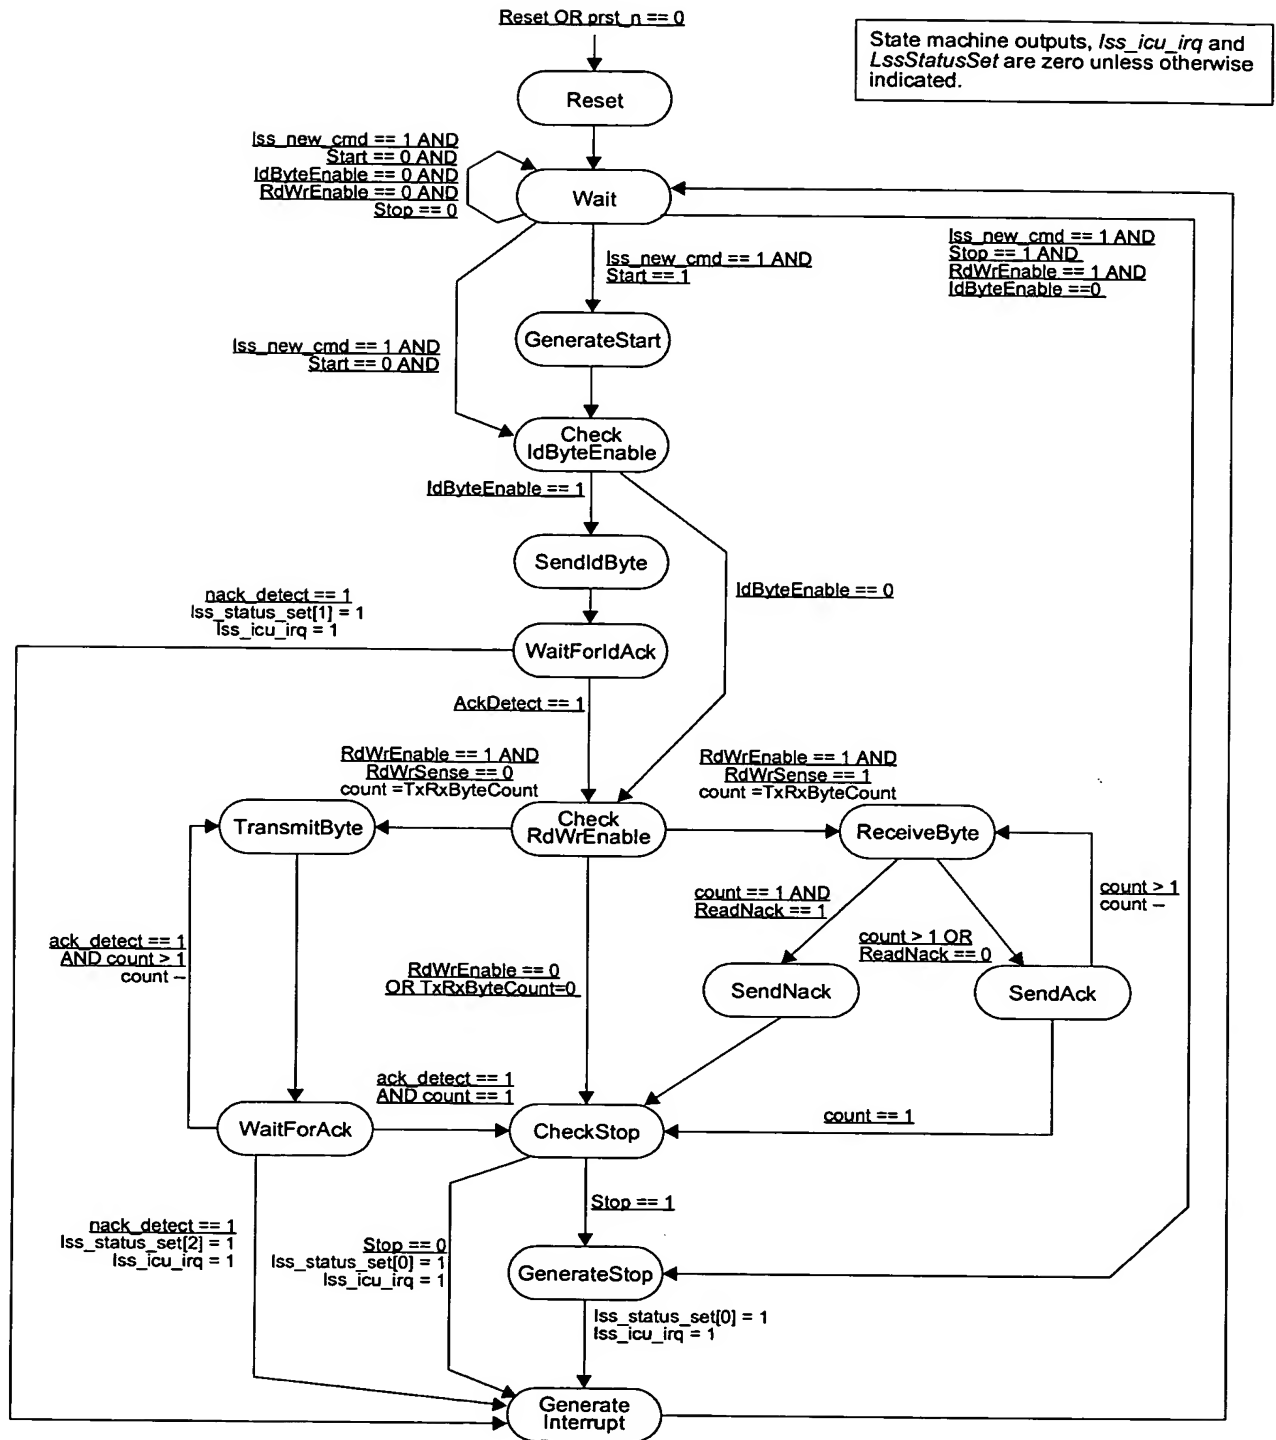 Reset OR prst_n == 0
State machine outputs, lss_icu_irq and
LssStatusSet are zero unless otherwise
indicated.
Reset
lss_new_cmd == 1 AND
Start == 0 AND
IdByteEnable == 0 AND
RdWrEnable == 0 AND
Stop == 0
Wait
lss_new_cmd == 1 AND
Start == 1
lss_new_cmd == 1 AND
Stop == 1 AND
RdWrEnable == 1 AND
IdByteEnable ==0
GenerateStart
lss_new_cmd == 1 AND
Start == 0 AND
Check
IdByteEnable
IdByteEnable == 1
SendIdByte
IdByteEnable == 0
nack_detect == 1
lss_status_set[1] = 1
lss_icu_irq = 1
WaitForIdAck
AckDetect == 1
RdWrEnable == 1 AND
RdWrSense == 0
count =TxRxByteCount
RdWrEnable == 1 AND
RdWrSense == 1
count =TxRxByteCount
TransmitByte
Check
RdWrEnable
ReceiveByte
count == 1 AND
ReadNack == 1
count > 1 OR
ReadNack == 0
count > 1
count –
ack_detect == 1
AND count > 1
count –
RdWrEnable == 0
OR TxRxByteCount=0
SendNack
SendAck
ack_detect == 1
AND count == 1
WaitForAck
CheckStop
count == 1
Stop == 1
nack_detect == 1
lss_status_set[2] = 1
lss_icu_irq = 1
Stop == 0
lss_status_set[0] = 1
lss_icu_irq = 1
GenerateStop
lss_status_set[0] = 1
lss_icu_irq = 1
Generate
Interrupt